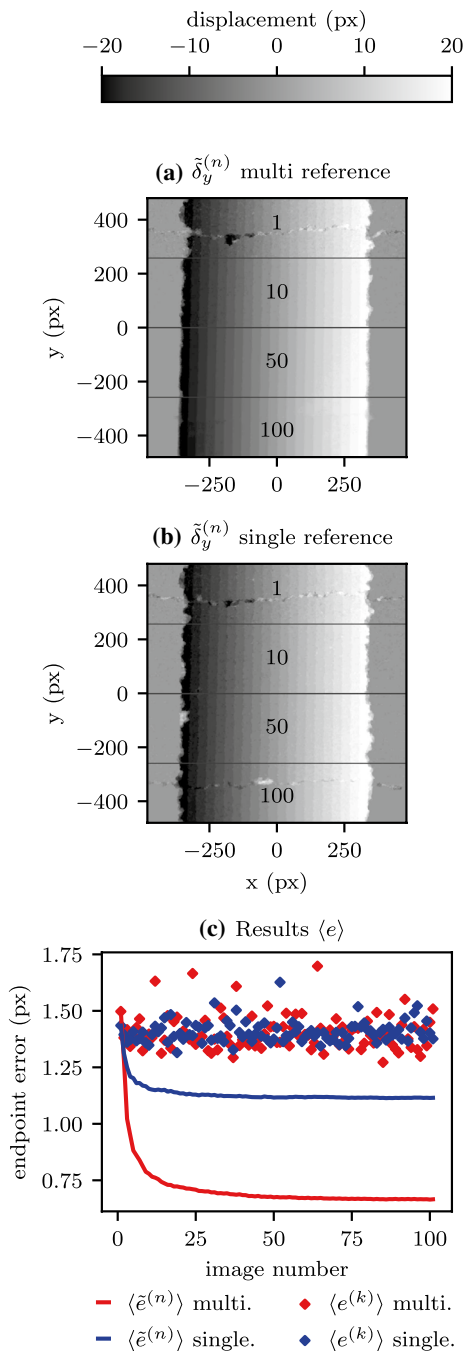 displacement (px)
−20 −10 0 10 20
(a) δ̃_y^(n) multi reference
400
200
0
−200
−400
y (px)
1
10
50
100
−250 0 250
(b) δ̃_y^(n) single reference
400
200
0
−200
−400
y (px)
1
10
50
100
−250 0 250
x (px)
(c) Results ⟨e⟩
1.75
1.50
1.25
1.00
0.75
endpoint error (px)
0 25 50 75 100
image number
⟨ẽ^(n)⟩ multi. ⟨e^(k)⟩ multi.
⟨ẽ^(n)⟩ single. ⟨e^(k)⟩ single.